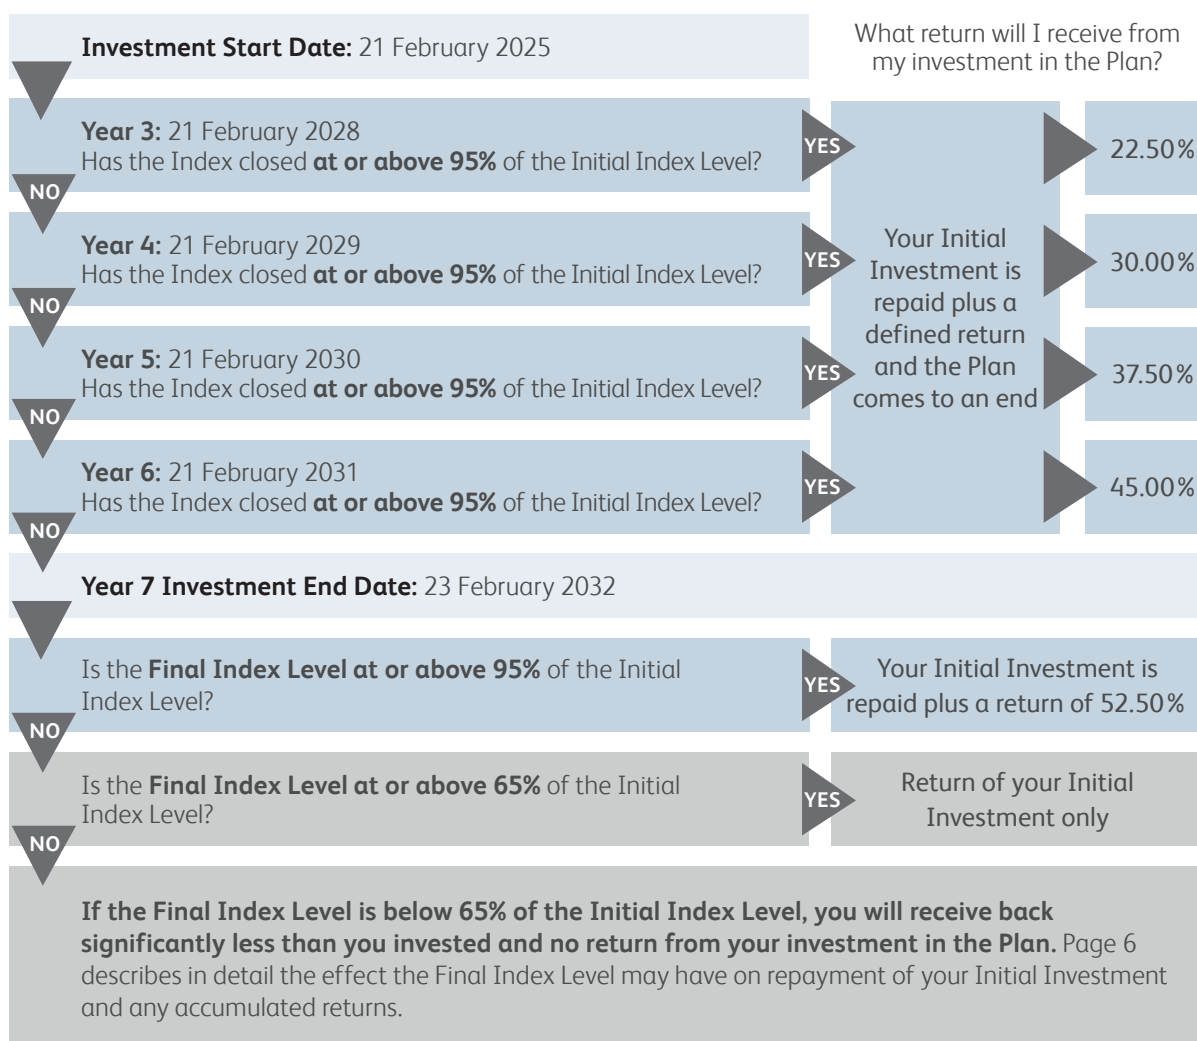 Investment Start Date: 21 February 2025
What return will I receive from
my investment in the Plan?
Year 3: 21 February 2028
Has the Index closed at or above 95% of the Initial Index Level?
YES
22.50%
NO
Year 4: 21 February 2029
Has the Index closed at or above 95% of the Initial Index Level?
YES
30.00%
NO
Year 5: 21 February 2030
Has the Index closed at or above 95% of the Initial Index Level?
YES
37.50%
NO
Year 6: 21 February 2031
Has the Index closed at or above 95% of the Initial Index Level?
YES
45.00%
NO
Your Initial
Investment is
repaid plus a
defined return
and the Plan
comes to an end
Year 7 Investment End Date: 23 February 2032
Is the Final Index Level at or above 95% of the Initial
Index Level?
YES
Your Initial Investment is
repaid plus a return of 52.50%
NO
Is the Final Index Level at or above 65% of the Initial
Index Level?
YES
Return of your Initial
Investment only
NO
If the Final Index Level is below 65% of the Initial Index Level, you will receive back
significantly less than you invested and no return from your investment in the Plan. Page 6
describes in detail the effect the Final Index Level may have on repayment of your Initial Investment
and any accumulated returns.